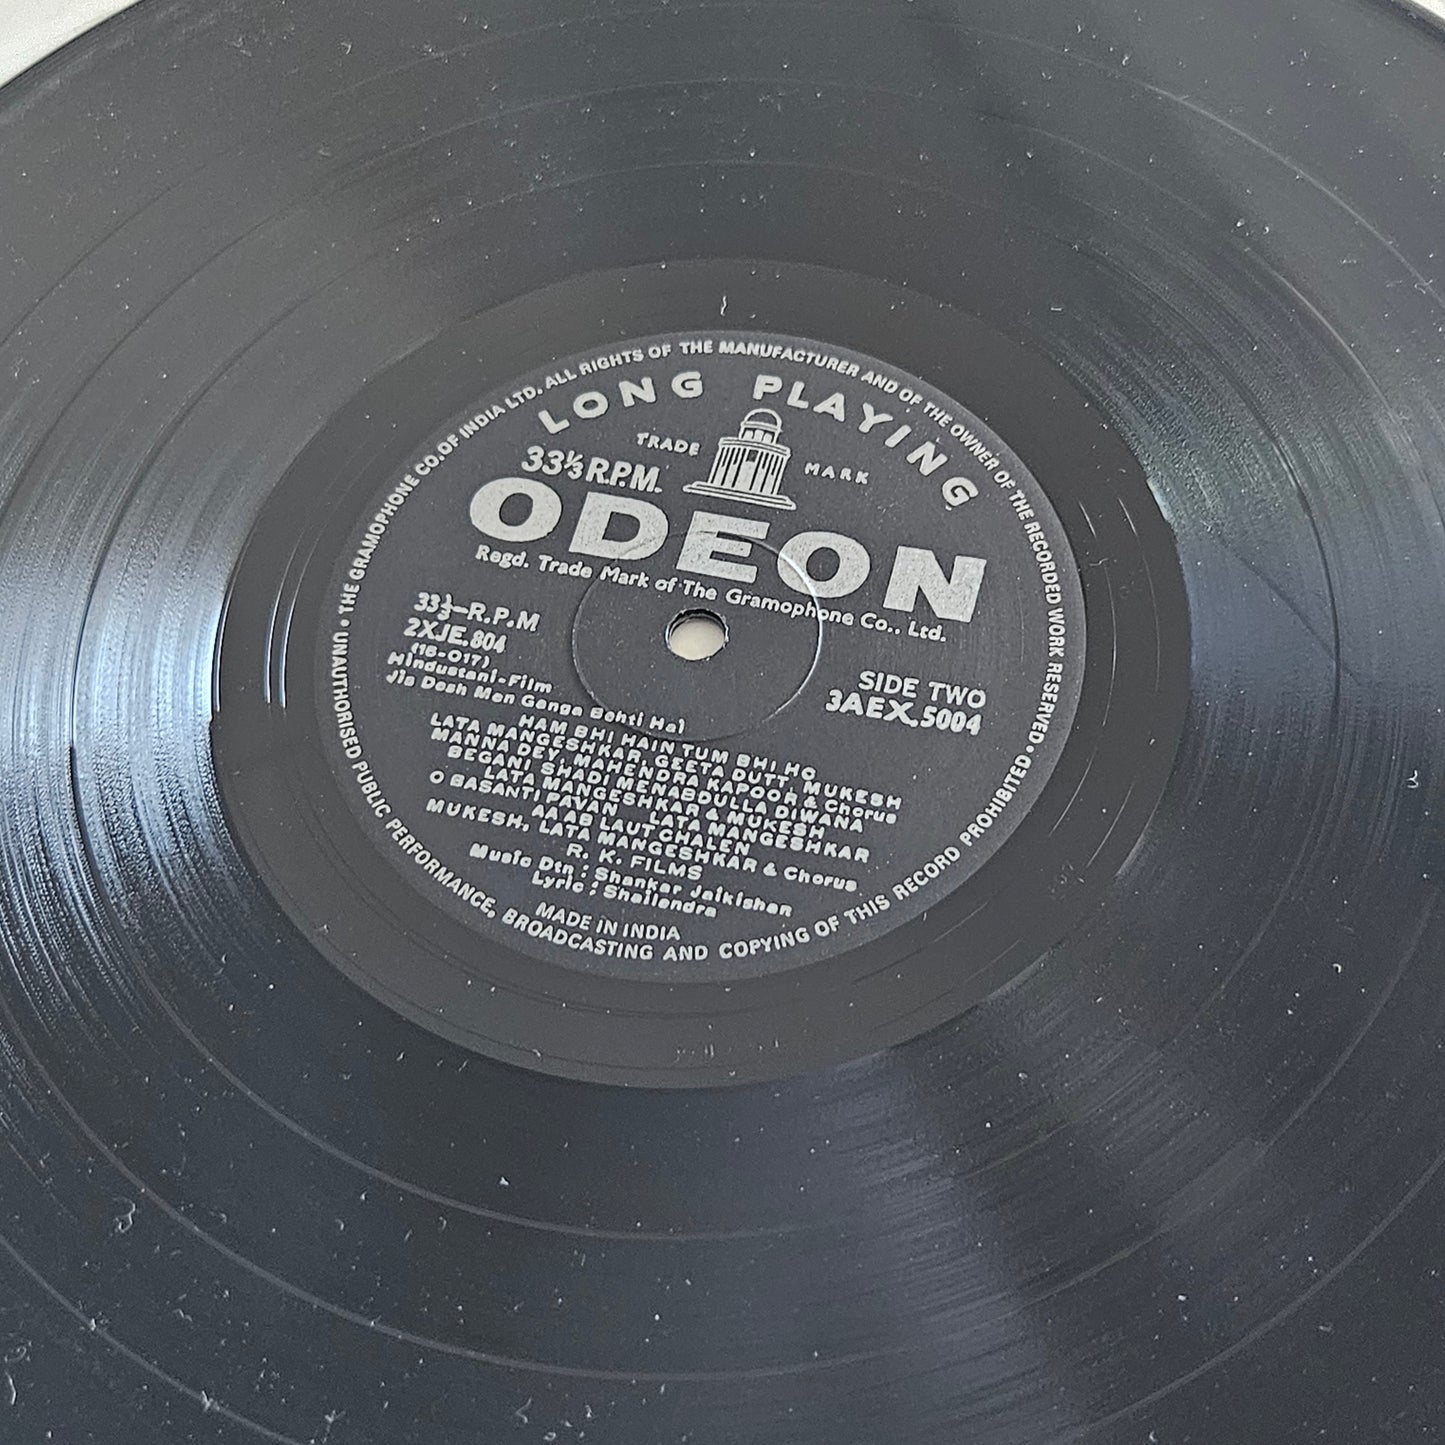 THE GRAMOPHONE CO. OF INDIA LTD. ALL RIGHTS OF THE MANUFACTURER AND OF THE OWNER OF THE RECORDED WORK RESERVED • UNAUTHORISED PUBLIC PERFORMANCE, BROADCASTING AND COPYING OF THIS RECORD PROHIBITED •
LONG PLAYING
TRADE MARK
33⅓ R.P.M.
ODEON
Regd. Trade Mark of The Gramophone Co., Ltd.
33⅓-R.P.M
2XJE.804
(16-017)
SIDE TWO
3AEX.5004
Hindustani-Film
Jis Desh Men Ganga Behti Hai
HAM BHI HAIN TUM BHI HO
LATA MANGESHKAR, GEETA DUTT, MUKESH
MANNA DEY, MAHENDRA KAPOOR & Chorus
BEGANI SHADI MENABDULLA DIWANA
LATA MANGESHKAR & MUKESH
O BASANTI PAVAN LATA MANGESHKAR
AA AB LAUT CHALEN
MUKESH, LATA MANGESHKAR & Chorus
R. K. FILMS
Music Dtn : Shankar Jaikishan
Lyric : Shailendra
MADE IN INDIA